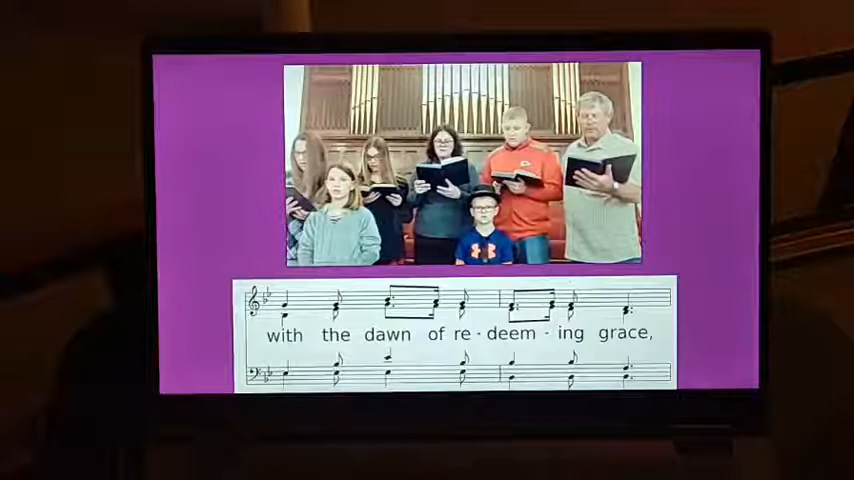 with the dawn of re - deem - ing grace,